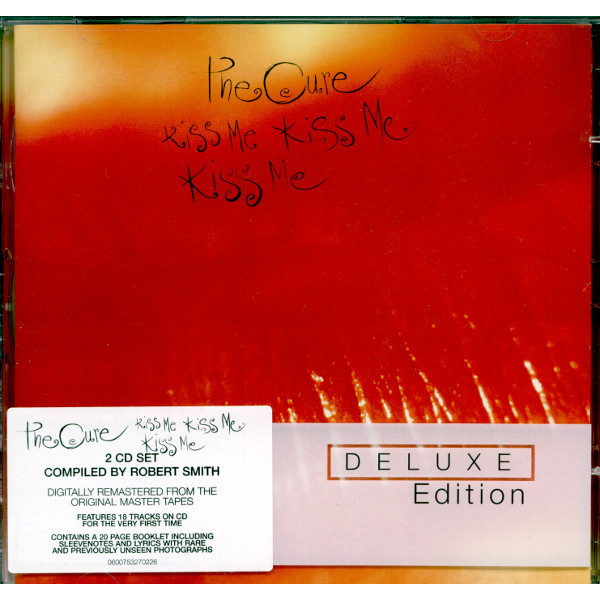 The Cure
Kiss Me Kiss Me
Kiss Me
The Cure Kiss Me Kiss Me
Kiss Me
2 CD SET
COMPILED BY ROBERT SMITH
DIGITALLY REMASTERED FROM THE
ORIGINAL MASTER TAPES
FEATURES 18 TRACKS ON CD
FOR THE VERY FIRST TIME
CONTAINS A 20 PAGE BOOKLET INCLUDING
SLEEVENOTES AND LYRICS WITH RARE
AND PREVIOUSLY UNSEEN PHOTOGRAPHS
0600753270226
DELUXE
Edition